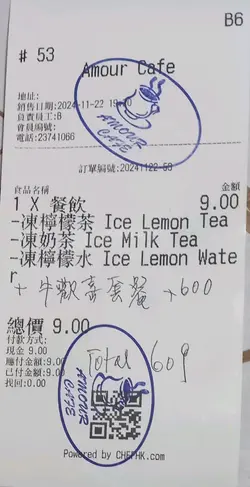 B6
# 53
Amour Cafe
地址:
銷售日期:2024-11-22
負責員工:B
會員編號:
電話:23741066
AMOUR CAFE
訂單編號:20241122-53
食品名稱 金額
1 X 餐飲 9.00
-凍檸檬茶 Ice Lemon Tea
-凍奶茶 Ice Milk Tea
-凍檸檬水 Ice Lemon Wate
r
+ 牛歡喜套餐 +600
總價 9.00
付款方式:
現金 9.00
應付金額:9.00
已付金額:9.00
找回:0.00
Total 609
AMOUR CAFE
Powered by CHEFHK.com